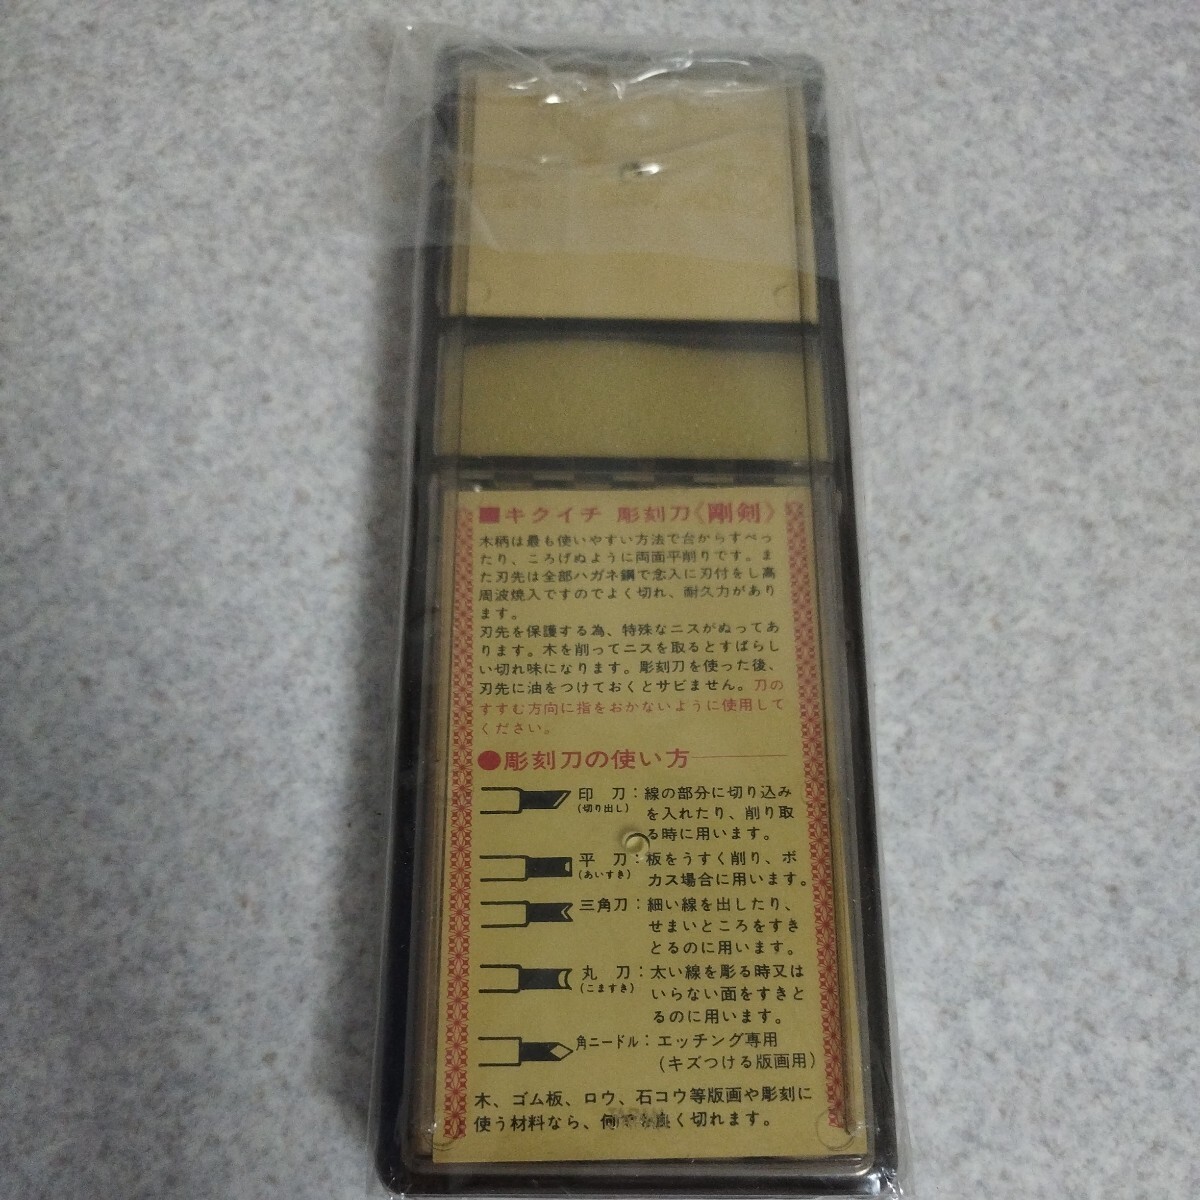 キクイチ 彫刻刀《剛剣》
木柄は最も使いやすい方法で台からすべっ
たり、ころげぬように両面平削りです。ま
た刃先は全部ハガネ鋼で念入に刃付をし高
周波焼入ですのでよく切れ、耐久力があり
ます。
刃先を保護する為、特殊なニスがぬってあ
ります。木を削ってニスを取るとすばらし
い切れ味になります。彫刻刀を使った後、
刃先に油をつけておくとサビません。刀の
すすむ方向に指をおかないように使用して
ください。
●彫刻刀の使い方
印 刀：線の部分に切り込み
(切り出し)
を入れたり、削り取
る時に用います。
平 刀：板をうすく削り、ボ
(あいすき)
カス場合に用います。
三角刀：細い線を出したり、
せまいところをすき
とるのに用います。
丸 刀：太い線を彫る時又は
(こますき)
いらない面をすきと
るのに用います。
角ニードル：エッチング専用
(キズつける版画用)
木、ゴム板、ロウ、石コウ等版画や彫刻に
使う材料なら、何でも良く切れます。